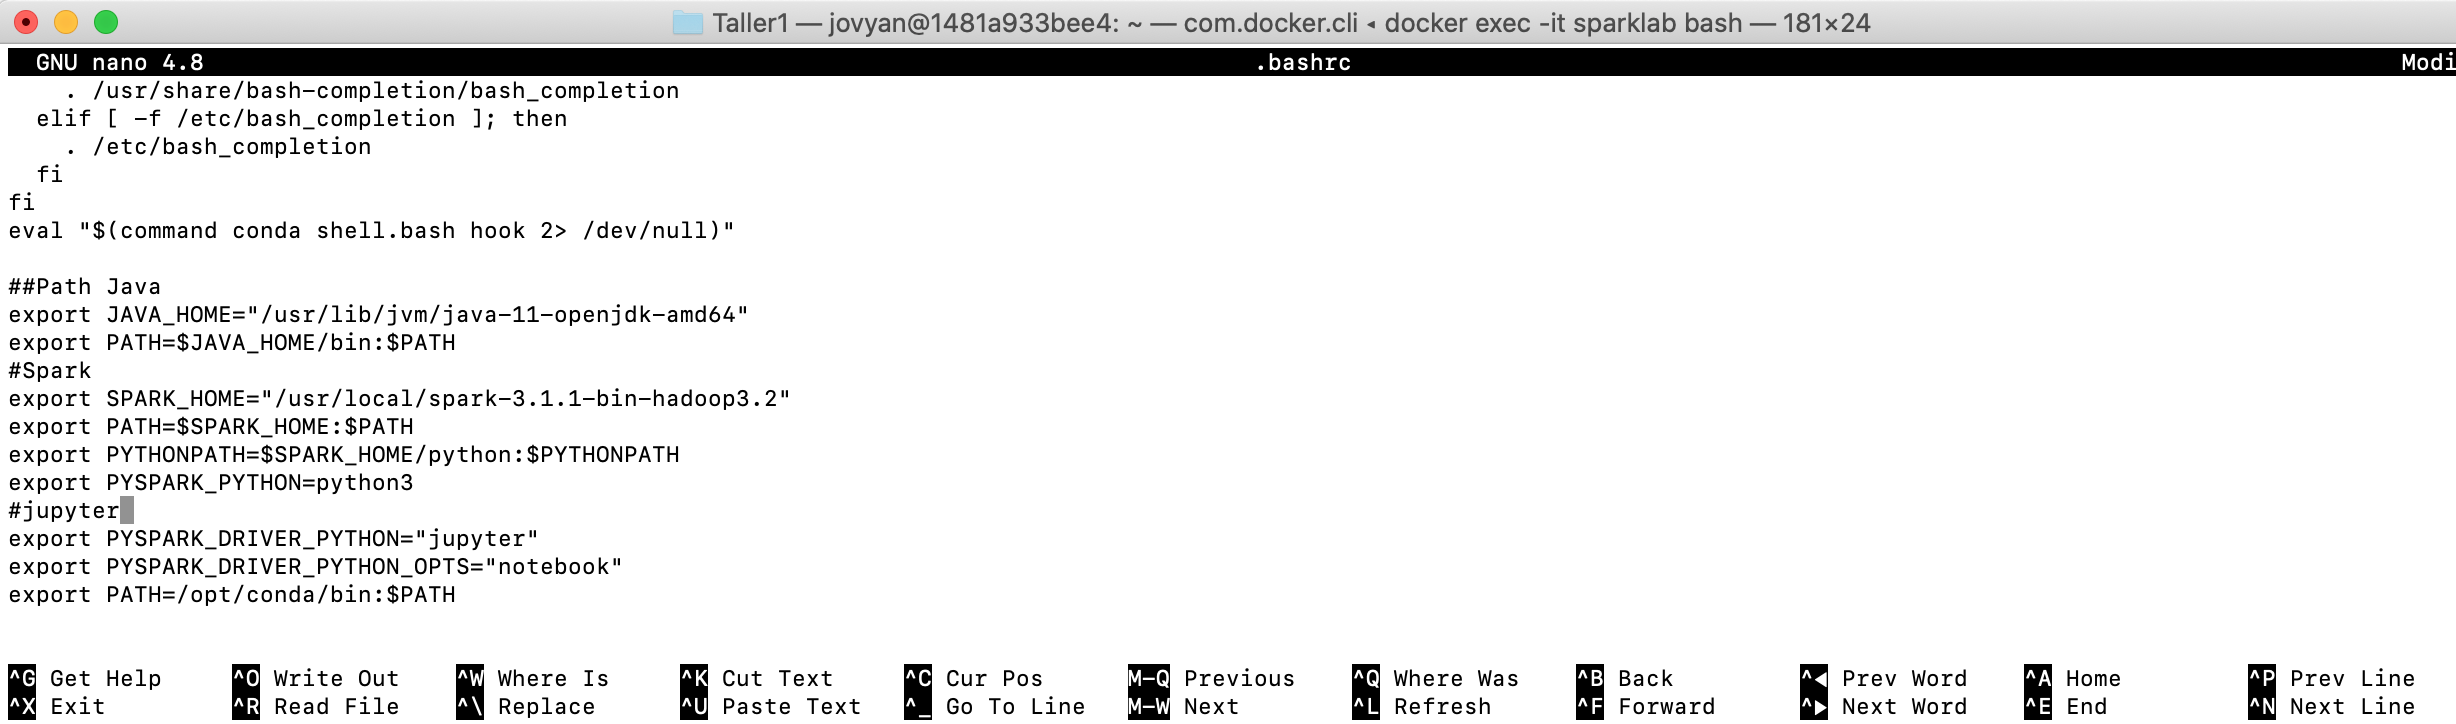 Taller1 — jovyan@1481a933bee4: ~ — com.docker.cli ◂ docker exec -it sparklab bash — 181×24
GNU nano 4.8 .bashrc Modi
. /usr/share/bash-completion/bash_completion
elif [ -f /etc/bash_completion ]; then
. /etc/bash_completion
fi
fi
eval "$(command conda shell.bash hook 2> /dev/null)"
##Path Java
export JAVA_HOME="/usr/lib/jvm/java-11-openjdk-amd64"
export PATH=$JAVA_HOME/bin:$PATH
#Spark
export SPARK_HOME="/usr/local/spark-3.1.1-bin-hadoop3.2"
export PATH=$SPARK_HOME:$PATH
export PYTHONPATH=$SPARK_HOME/python:$PYTHONPATH
export PYSPARK_PYTHON=python3
#jupyter
export PYSPARK_DRIVER_PYTHON="jupyter"
export PYSPARK_DRIVER_PYTHON_OPTS="notebook"
export PATH=/opt/conda/bin:$PATH
^G Get Help ^O Write Out ^W Where Is ^K Cut Text ^C Cur Pos M-Q Previous ^Q Where Was ^B Back ^◀ Prev Word ^A Home ^P Prev Line
^X Exit ^R Read File ^\ Replace ^U Paste Text ^_ Go To Line M-W Next ^L Refresh ^F Forward ^▶ Next Word ^E End ^N Next Line